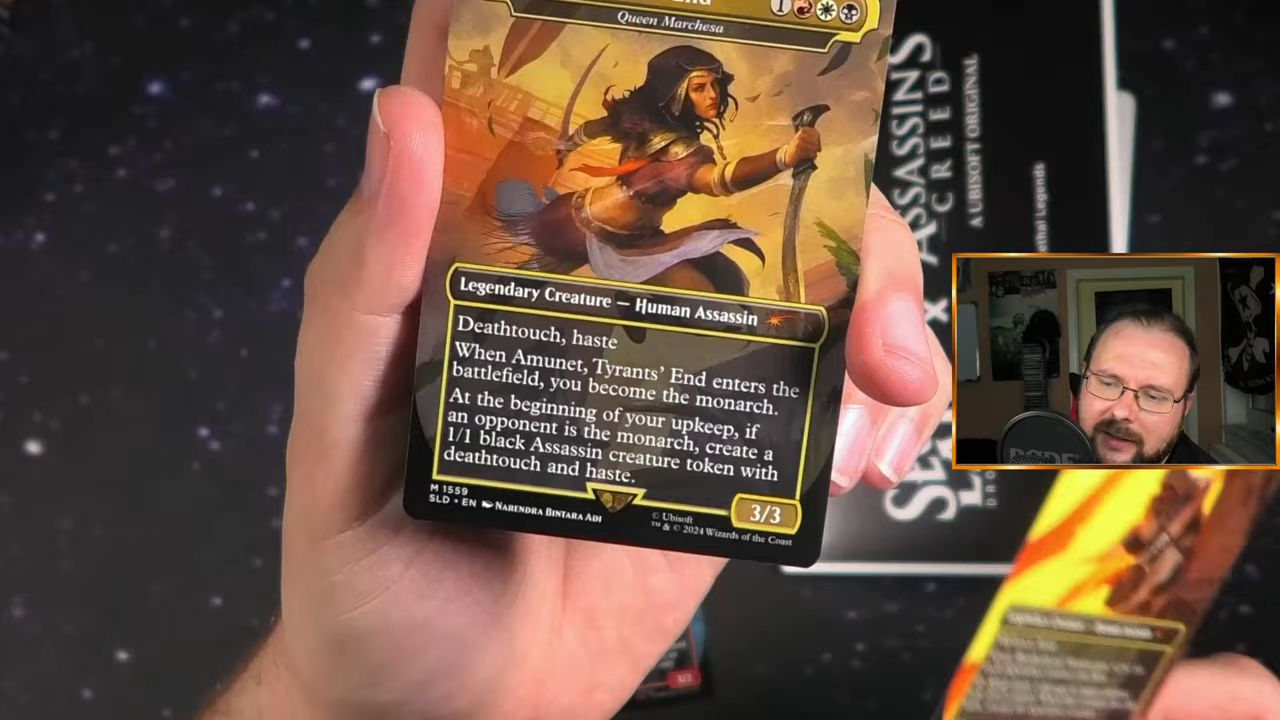 Queen Marchesa
Legendary Creature — Human Assassin
Deathtouch, haste
When Amunet, Tyrants' End enters the
battlefield, you become the monarch.
At the beginning of your upkeep, if
an opponent is the monarch, create a
1/1 black Assassin creature token with
deathtouch and haste.
M 1559
SLD • EN NARENDRA BINTARA ADI
© Ubisoft
™ & © 2024 Wizards of the Coast
3/3
ASSASSIN'S
CREED
A UBISOFT ORIGINAL
X